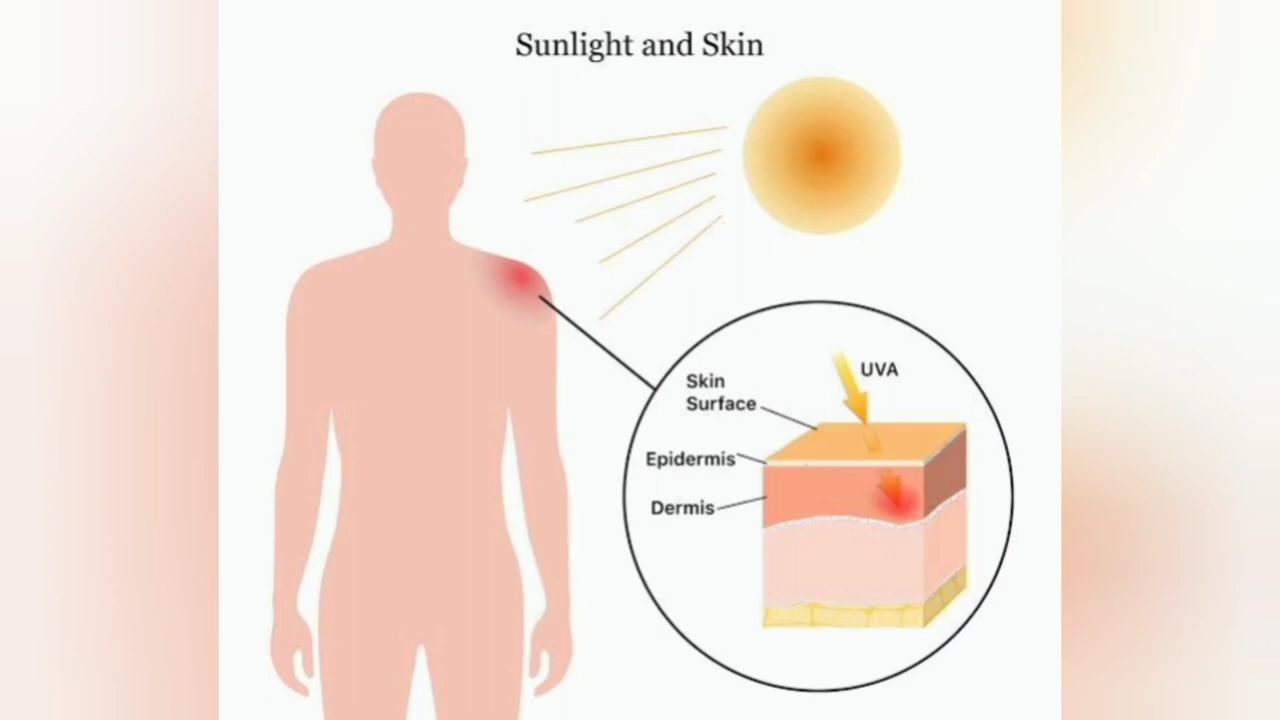 Sunlight and Skin
UVA
Skin
Surface
Epidermis
Dermis